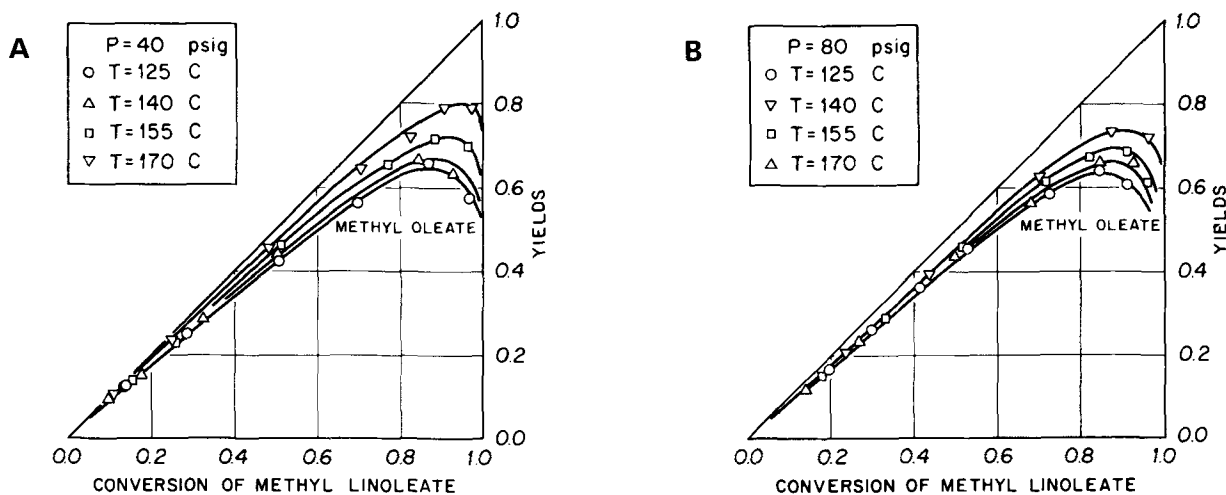 A
P = 40 psig
T = 125 C
T = 140 C
T = 155 C
T = 170 C
1.0
0.8
0.6
METHYL OLEATE
YIELDS
0.4
0.2
0.0
0.0 0.2 0.4 0.6 0.8 1.0
CONVERSION OF METHYL LINOLEATE
B
P = 80 psig
T = 125 C
T = 140 C
T = 155 C
T = 170 C
1.0
0.8
0.6
METHYL OLEATE
YIELDS
0.4
0.2
0.0
0.0 0.2 0.4 0.6 0.8 1.0
CONVERSION OF METHYL LINOLEATE